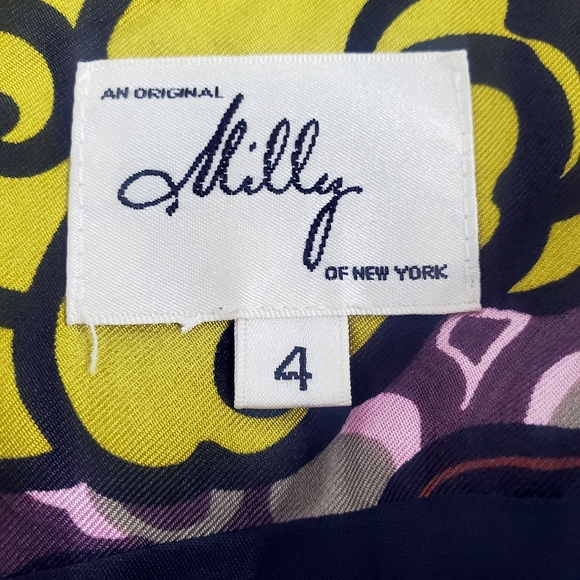 AN ORIGINAL
Milly
OF NEW YORK
4